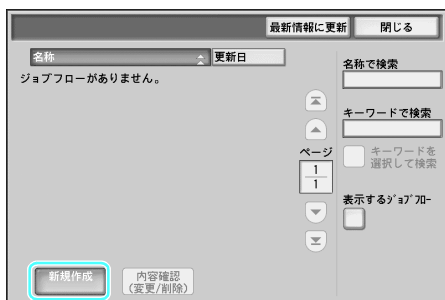 最新情報に更新 閉じる
名称 更新日
ジョブフローがありません。
名称で検索
キーワードで検索
ページ
キーワードを
選択して検索
1
1
表示するジョブフロー
新規作成
内容確認
(変更/削除)